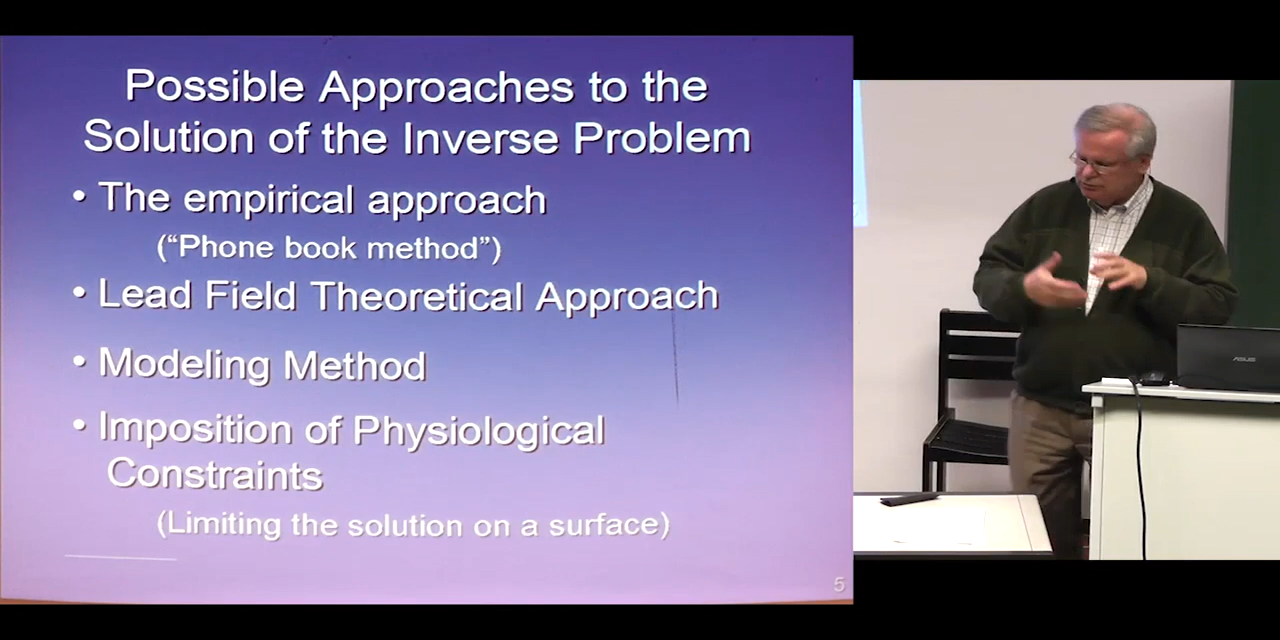 Possible Approaches to the
Solution of the Inverse Problem
• The empirical approach
(“Phone book method”)
• Lead Field Theoretical Approach
• Modeling Method
• Imposition of Physiological
Constraints
(Limiting the solution on a surface)
5
ASUS